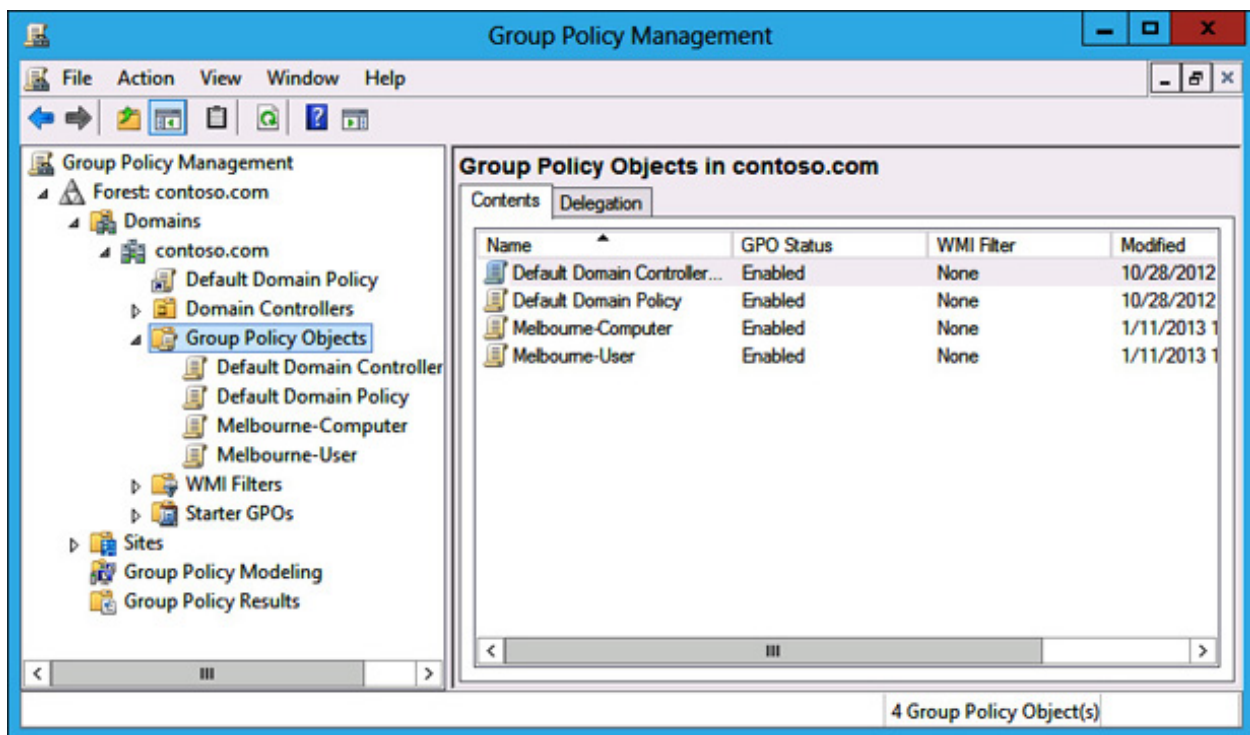 Group Policy Management
File Action View Window Help
Group Policy Management
Forest: contoso.com
Domains
contoso.com
Default Domain Policy
Domain Controllers
Group Policy Objects
Default Domain Controller
Default Domain Policy
Melbourne-Computer
Melbourne-User
WMI Filters
Starter GPOs
Sites
Group Policy Modeling
Group Policy Results
Group Policy Objects in contoso.com
Contents Delegation
Name GPO Status WMI Filter Modified
Default Domain Controller... Enabled None 10/28/2012
Default Domain Policy Enabled None 10/28/2012
Melbourne-Computer Enabled None 1/11/2013 1
Melbourne-User Enabled None 1/11/2013 1
4 Group Policy Object(s)